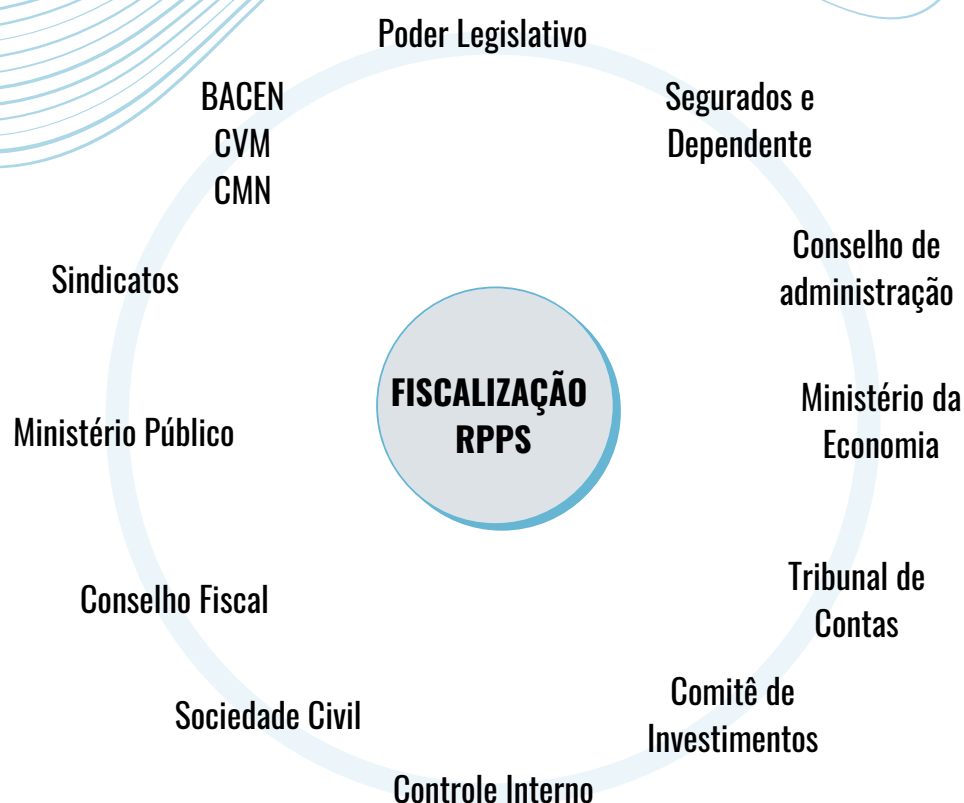 Poder Legislativo
BACEN
CVM
CMN
Segurados e
Dependente
Sindicatos
Conselho de
administração
FISCALIZAÇÃO
RPPS
Ministério Público
Ministério da
Economia
Conselho Fiscal
Tribunal de
Contas
Sociedade Civil
Comitê de
Investimentos
Controle Interno